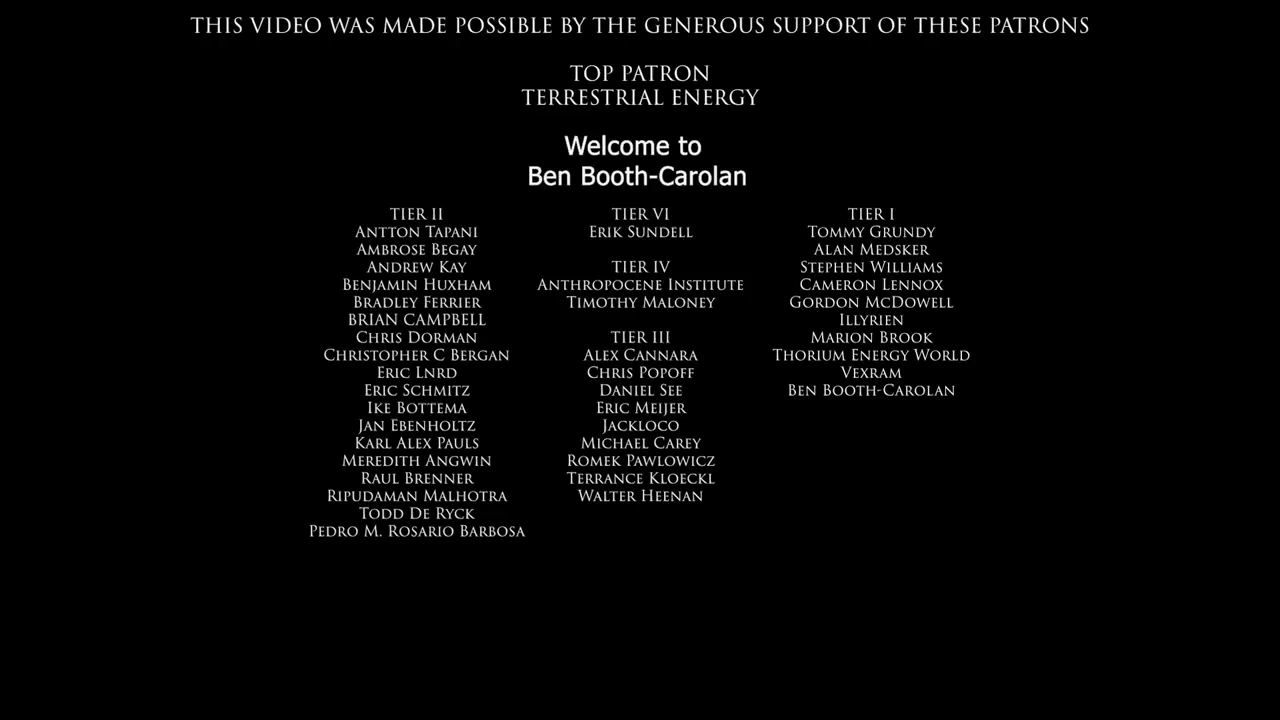 THIS VIDEO WAS MADE POSSIBLE BY THE GENEROUS SUPPORT OF THESE PATRONS
TOP PATRON
TERRESTRIAL ENERGY
Welcome to
Ben Booth-Carolan
TIER II
ANTTON TAPANI
AMBROSE BEGAY
ANDREW KAY
BENJAMIN HUXHAM
BRADLEY FERRIER
BRIAN CAMPBELL
CHRIS DORMAN
CHRISTOPHER C BERGAN
ERIC LNRD
ERIC SCHMITZ
IKE BOTTEMA
JAN EBENHOLTZ
KARL ALEX PAULS
MEREDITH ANGWIN
RAUL BRENNER
RIPUDAMAN MALHOTRA
TODD DE RYCK
PEDRO M. ROSARIO BARBOSA
TIER VI
ERIK SUNDELL
TIER IV
ANTHROPOCENE INSTITUTE
TIMOTHY MALONEY
TIER III
ALEX CANNARA
CHRIS POPOFF
DANIEL SEE
ERIC MEIJER
JACKLOCO
MICHAEL CAREY
ROMEK PAWLOWICZ
TERRANCE KLOECKL
WALTER HEENAN
TIER I
TOMMY GRUNDY
ALAN MEDSKER
STEPHEN WILLIAMS
CAMERON LENNOX
GORDON MCDOWELL
ILLYRIEN
MARION BROOK
THORIUM ENERGY WORLD
VEXRAM
BEN BOOTH-CAROLAN